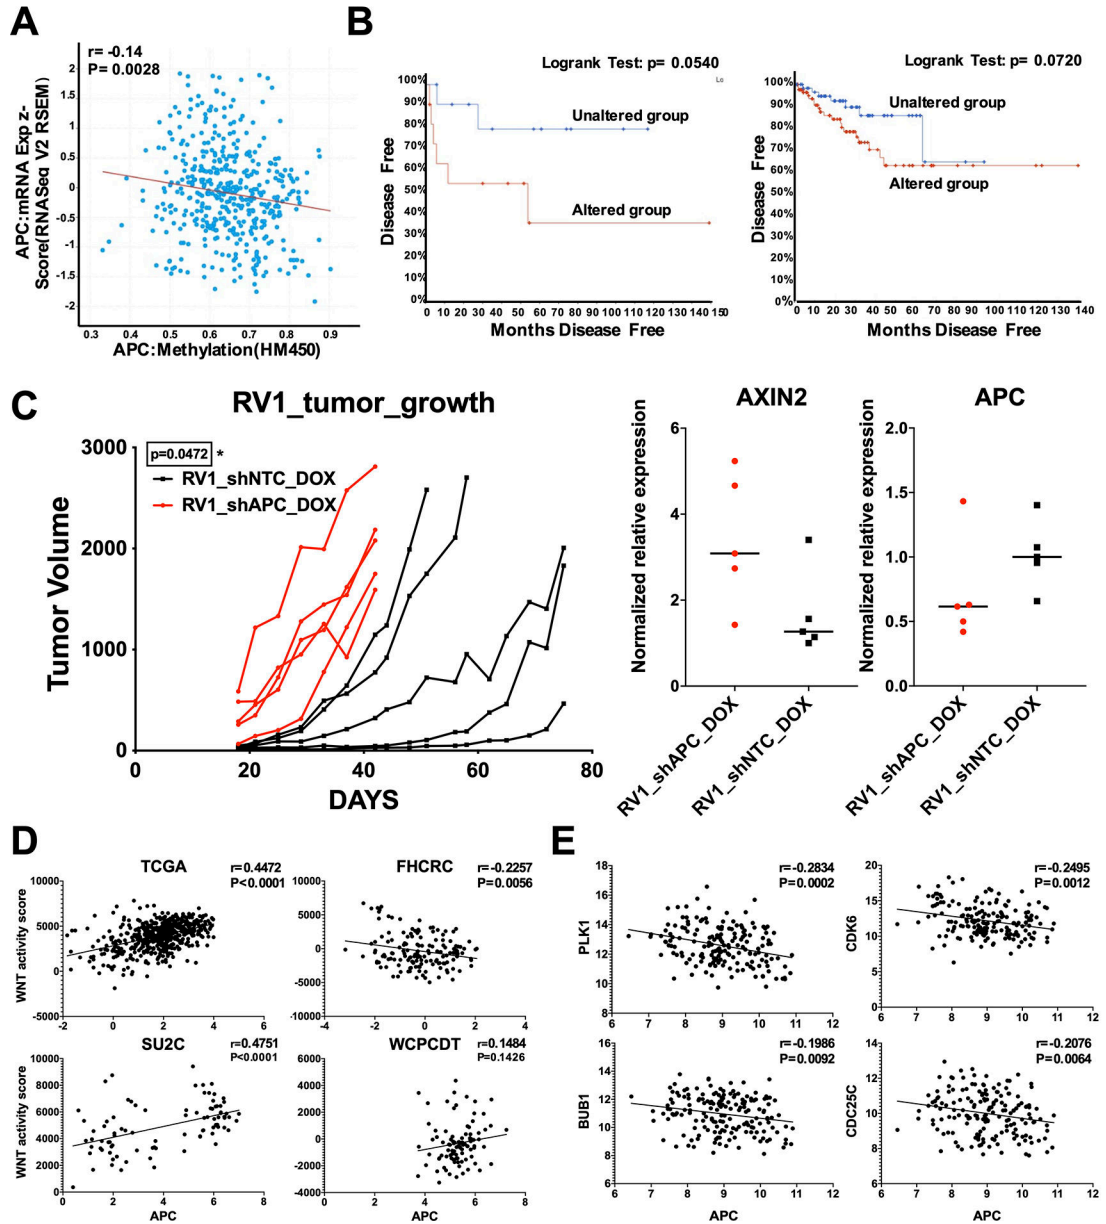 A
r= -0.14
P= 0.0028
APC:mRNA Exp z-
Score(RNASeq V2 RSEM)
2
1.5
1
0.5
0
-0.5
-1
-1.5
-2
0.3 0.4 0.5 0.6 0.7 0.8 0.9
APC:Methylation(HM450)
B
Logrank Test: p= 0.0540
Lc
Disease Free
100%
90%
80%
70%
60%
50%
40%
30%
20%
10%
0%
Unaltered group
Altered group
0 10 20 30 40 50 60 70 80 90 100 110 120 130 140 150
Months Disease Free
Logrank Test: p= 0.0720
Disease Free
100%
90%
80%
70%
60%
50%
40%
30%
20%
10%
0%
Unaltered group
Altered group
0 10 20 30 40 50 60 70 80 90 100 110 120 130 140
Months Disease Free
C
RV1_tumor_growth
p=0.0472 *
RV1_shNTC_DOX
RV1_shAPC_DOX
Tumor Volume
3000
2000
1000
0
0 20 40 60 80
DAYS
AXIN2
Normalized relative expression
6
4
2
0
RV1_shAPC_DOX
RV1_shNTC_DOX
APC
Normalized relative expression
2.0
1.5
1.0
0.5
0.0
RV1_shAPC_DOX
RV1_shNTC_DOX
D
TCGA
r=0.4472
P<0.0001
WNT activity score
10000
5000
0
-5000
-2 0 2 4 6
FHCRC
r=-0.2257
P=0.0056
10000
5000
0
-5000
-10000
-4 -2 0 2 4
SU2C
r=0.4751
P<0.0001
WNT activity score
10000
8000
6000
4000
2000
0
0 2 4 6 8
APC
WCPCDT
r=0.1484
P=0.1426
6000
4000
2000
0
-2000
-4000
0 2 4 6 8
APC
E
r=-0.2834
P=0.0002
PLK1
18
16
14
12
10
8
6 7 8 9 10 11 12
r=-0.2495
P=0.0012
CDK6
20
15
10
5
0
6 7 8 9 10 11 12
r=-0.1986
P=0.0092
BUB1
16
14
12
10
8
6
6 7 8 9 10 11 12
APC
r=-0.2076
P=0.0064
CDC25C
14
12
10
8
6
6 7 8 9 10 11 12
APC